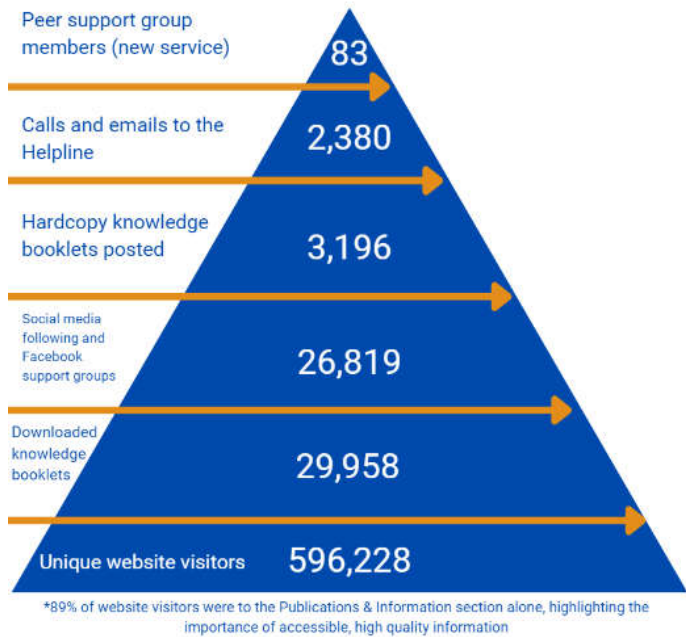 Peer support group
members (new service)
83
Calls and emails to the
Helpline
2,380
Hardcopy knowledge
booklets posted
3,196
Social media
following and
Facebook
support groups
26,819
Downloaded
knowledge
booklets
29,958
Unique website visitors
596,228
*89% of website visitors were to the Publications & Information section alone, highlighting the
importance of accessible, high quality information